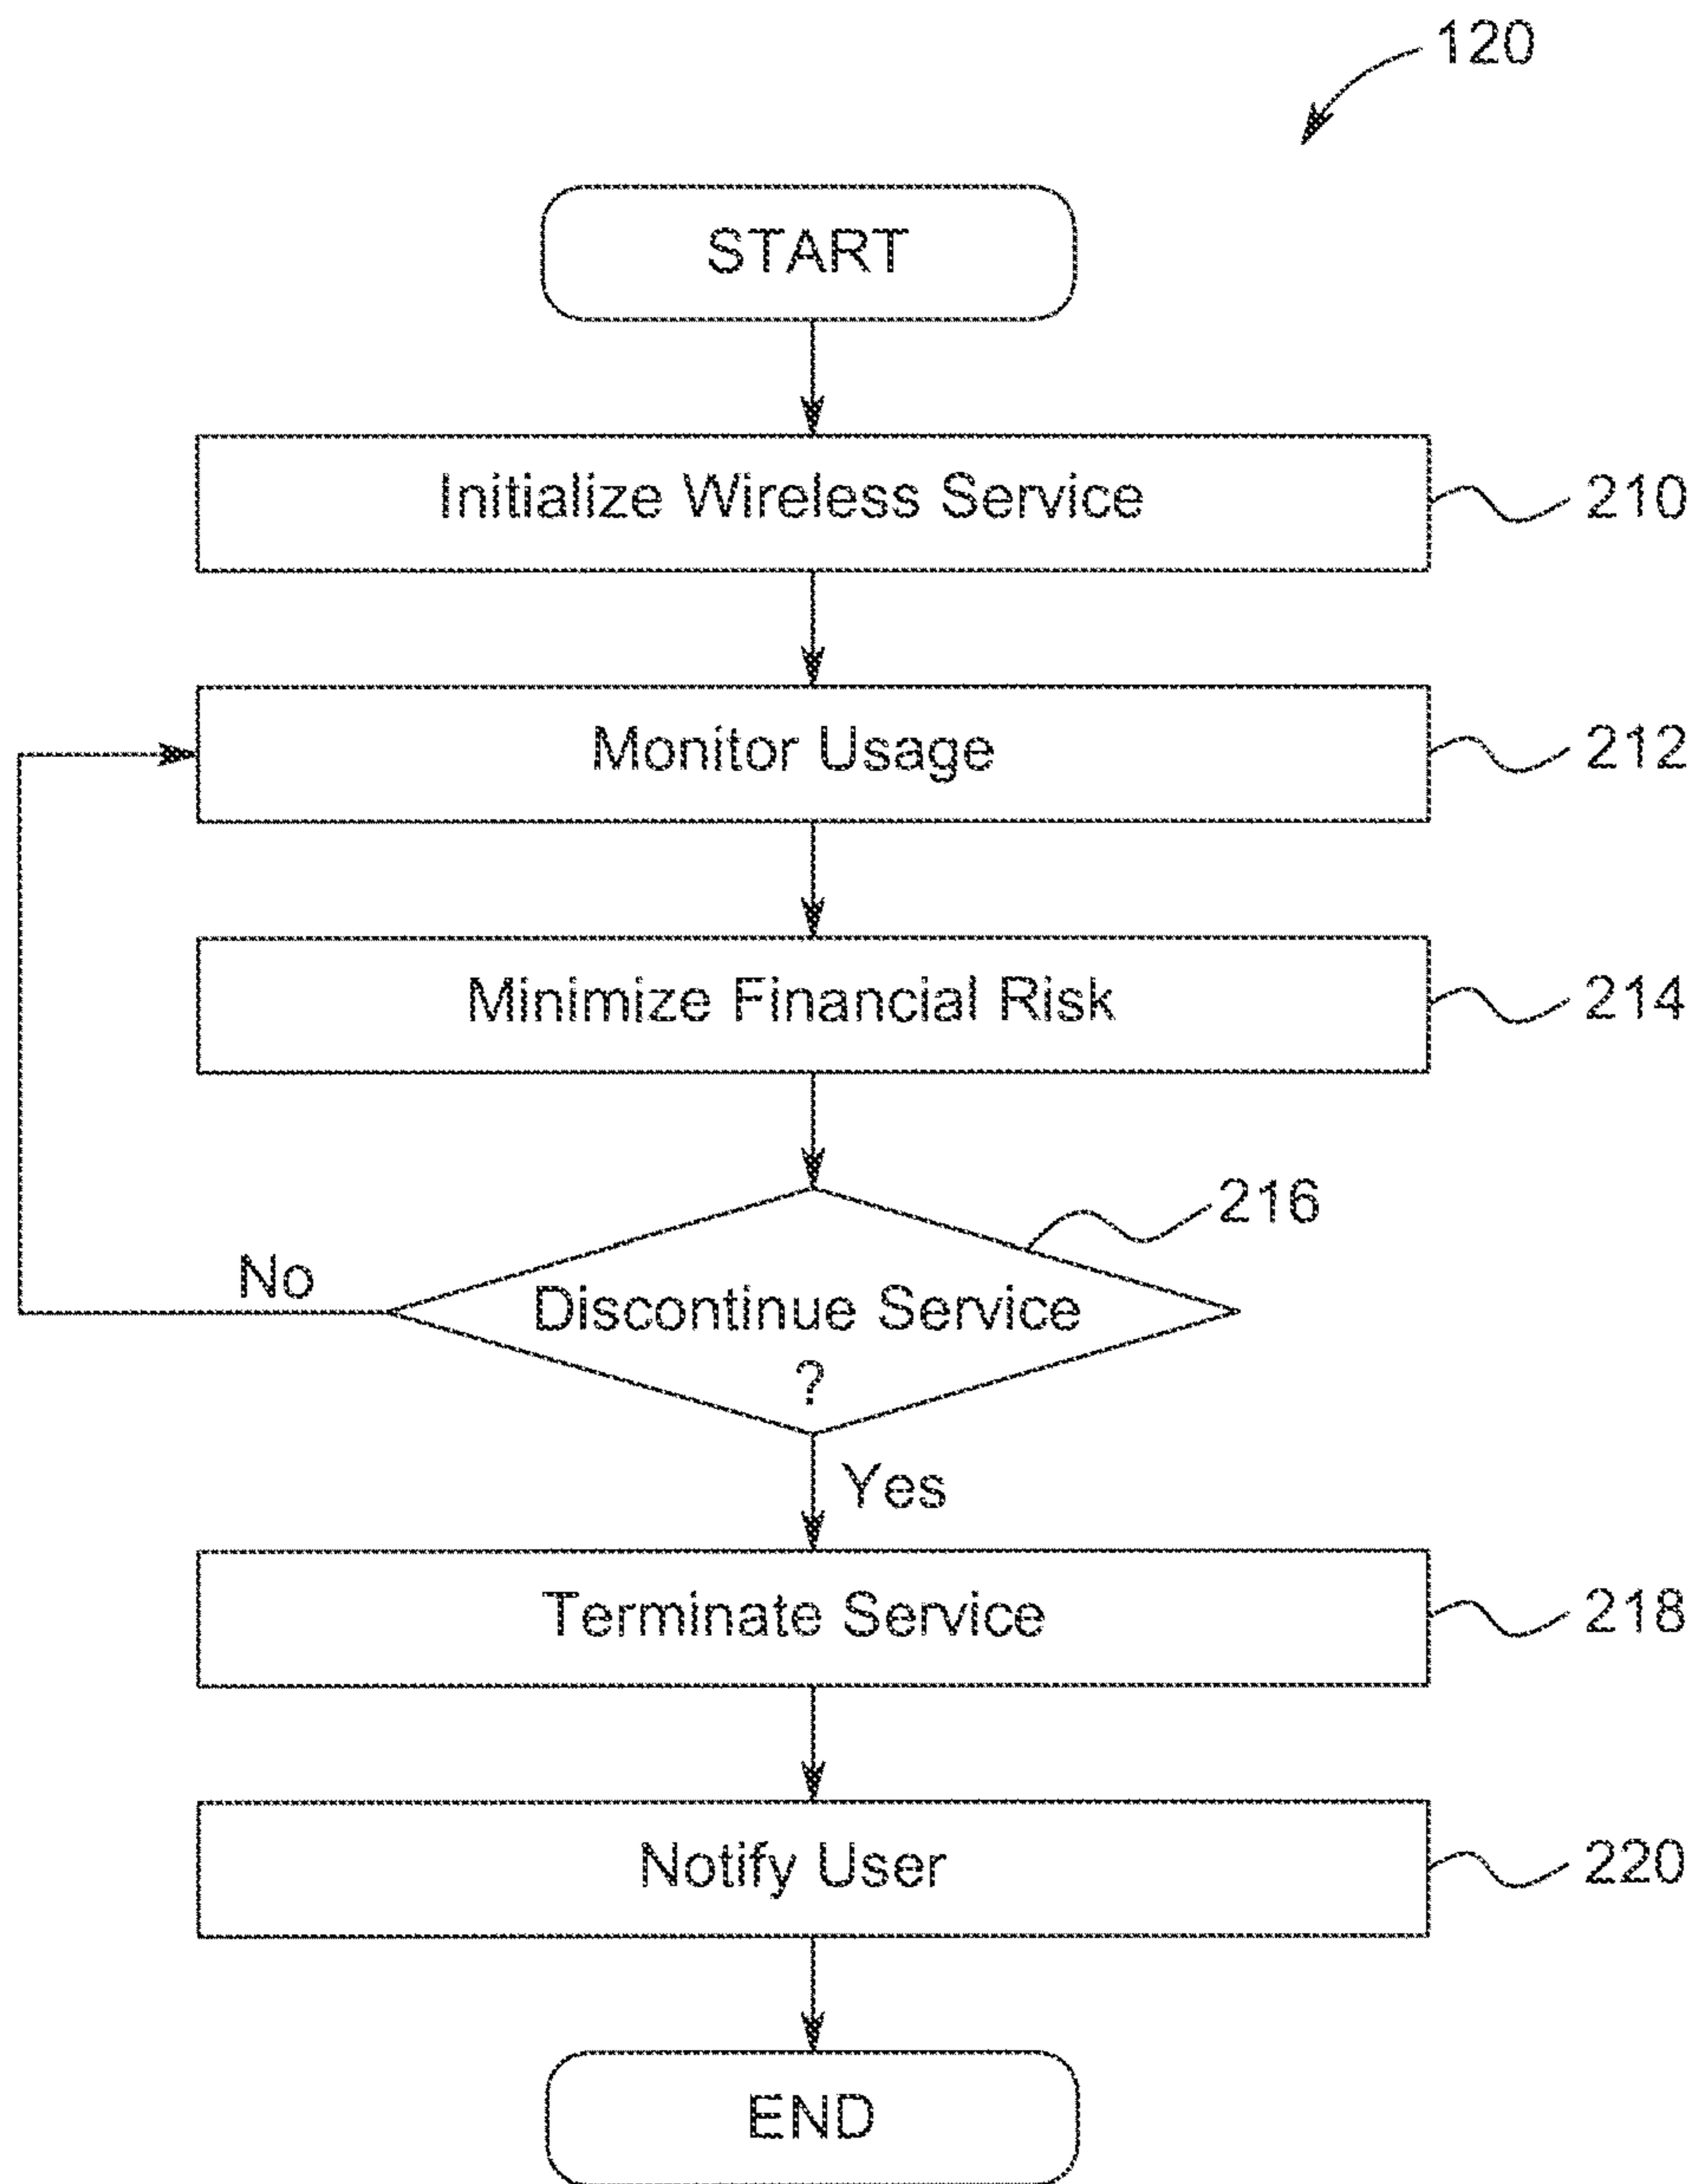 120
START
Initialize Wireless Service
210
Monitor Usage
212
Minimize Financial Risk
214
216
No
Discontinue Service
?
Yes
Terminate Service
218
Notify User
220
END